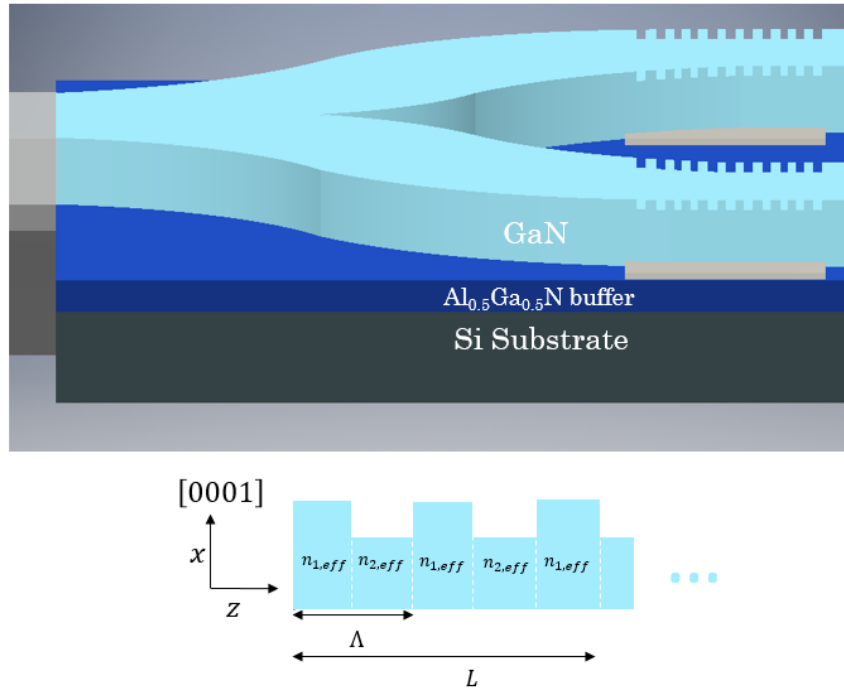 GaN
Al₀.₅Ga₀.₅N buffer
Si Substrate
[0001]
x
z
n₁,eff n₂,eff n₁,eff n₂,eff n₁,eff
Λ
L